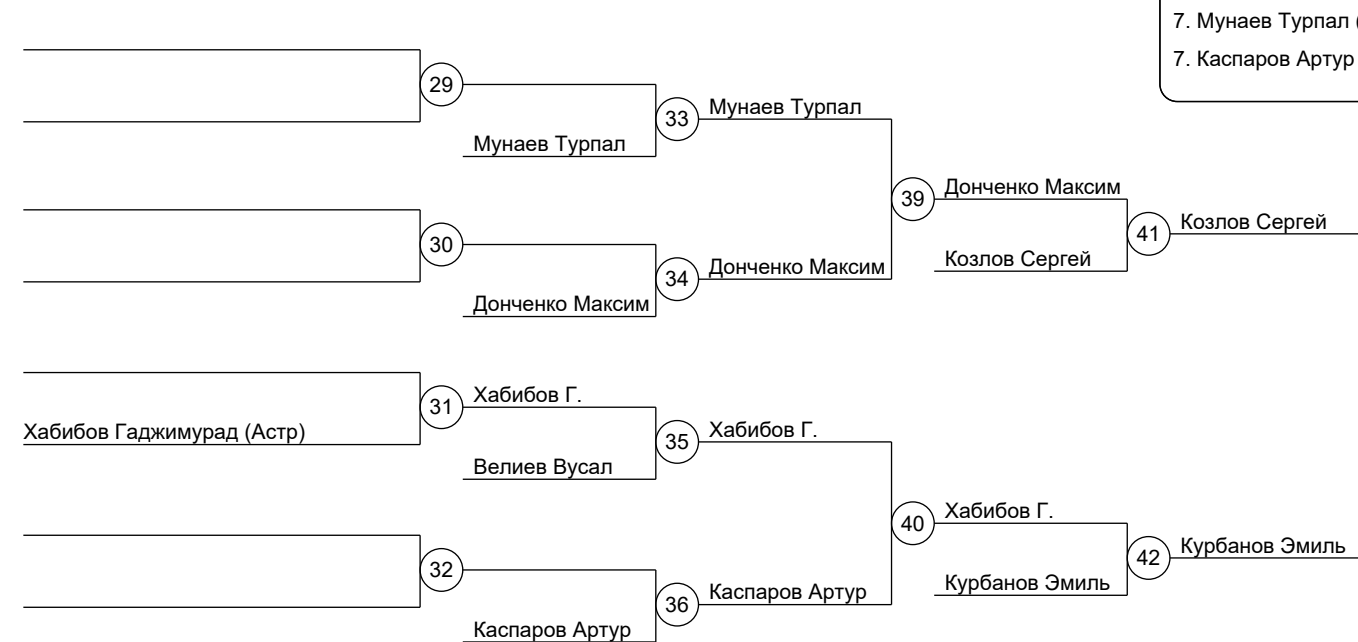 7. Мунаев Турпал (
7. Каспаров Артур
29
Мунаев Турпал
33
Мунаев Турпал
30
Донченко Максим
34
Донченко Максим
39
Донченко Максим
Козлов Сергей
41
Козлов Сергей
Хабибов Гаджимурад (Астр)
31
Хабибов Г.
Велиев Вусал
35
Хабибов Г.
32
Каспаров Артур
36
Каспаров Артур
40
Хабибов Г.
Курбанов Эмиль
42
Курбанов Эмиль